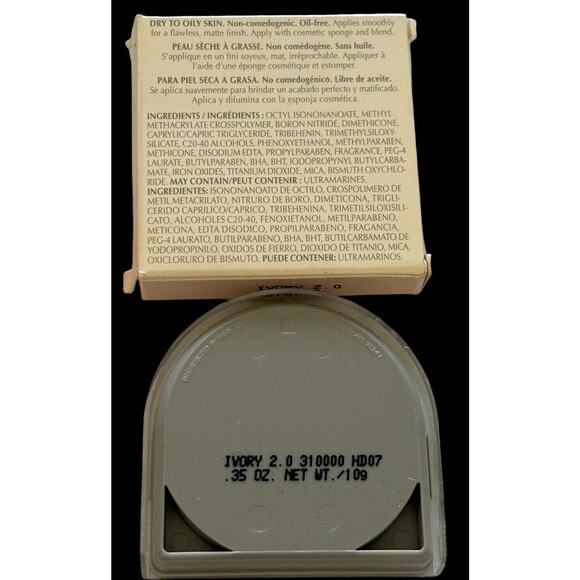 DRY TO OILY SKIN. Non-comedogenic. Oil-free. Applies smoothly
for a flawless, matte finish. Apply with cosmetic sponge and blend.
PEAU SÈCHE À GRASSE. Non comédogène. Sans huile.
S'applique en un fini soyeux, mat, irréprochable. Appliquer à
l'aide d'une éponge cosmétique et estomper.
PARA PIEL SECA A GRASA. No comedogénico. Libre de aceite.
Se aplica suavemente para brindar un acabado perfecto y matificado.
Aplica y difumina con la esponja cosmética.
INGREDIENTS / INGRÉDIENTS : OCTYL ISONONANOATE, METHYL
METHACRYLATE CROSSPOLYMER, BORON NITRIDE, DIMETHICONE,
CAPRYLIC/CAPRIC TRIGLYCERIDE, TRIBEHENIN, TRIMETHYLSILOXY-
SILICATE, C20-40 ALCOHOLS, PHENOXYETHANOL, METHYLPARABEN,
METHICONE, DISODIUM EDTA, PROPYLPARABEN, FRAGRANCE, PEG-4
LAURATE, BUTYLPARABEN, BHA, BHT, IODOPROPYNYL BUTYLCARBA-
MATE, IRON OXIDES, TITANIUM DIOXIDE, MICA, BISMUTH OXYCHLO-
RIDE. MAY CONTAIN/PEUT CONTENIR : ULTRAMARINES.
INGREDIENTES: ISONONANOATO DE OCTILO, CROSPOLIMERO DE
METIL METACRILATO, NITRURO DE BORO, DIMETICONA, TRIGLI-
CERIDO CAPRILICO/CAPRICO, TRIBEHENINA, TRIMETILSILOXISILI-
CATO, ALCOHOLES C20-40, FENOXIETANOL, METILPARABENO,
METICONA, EDTA DISODICO, PROPILPARABENO, FRAGANCIA,
PEG-4 LAURATO, BUTILPARABENO, BHA, BHT, BUTILCARBAMATO DE
YODOPROPINILO, OXIDOS DE FIERRO, DIOXIDO DE TITANIO, MICA,
OXICLORURO DE BISMUTO. PUEDE CONTENER: ULTRAMARINOS.
IVORY 2.0
IVORY 2.0 310000 HD07
.35 OZ. NET WT./10g